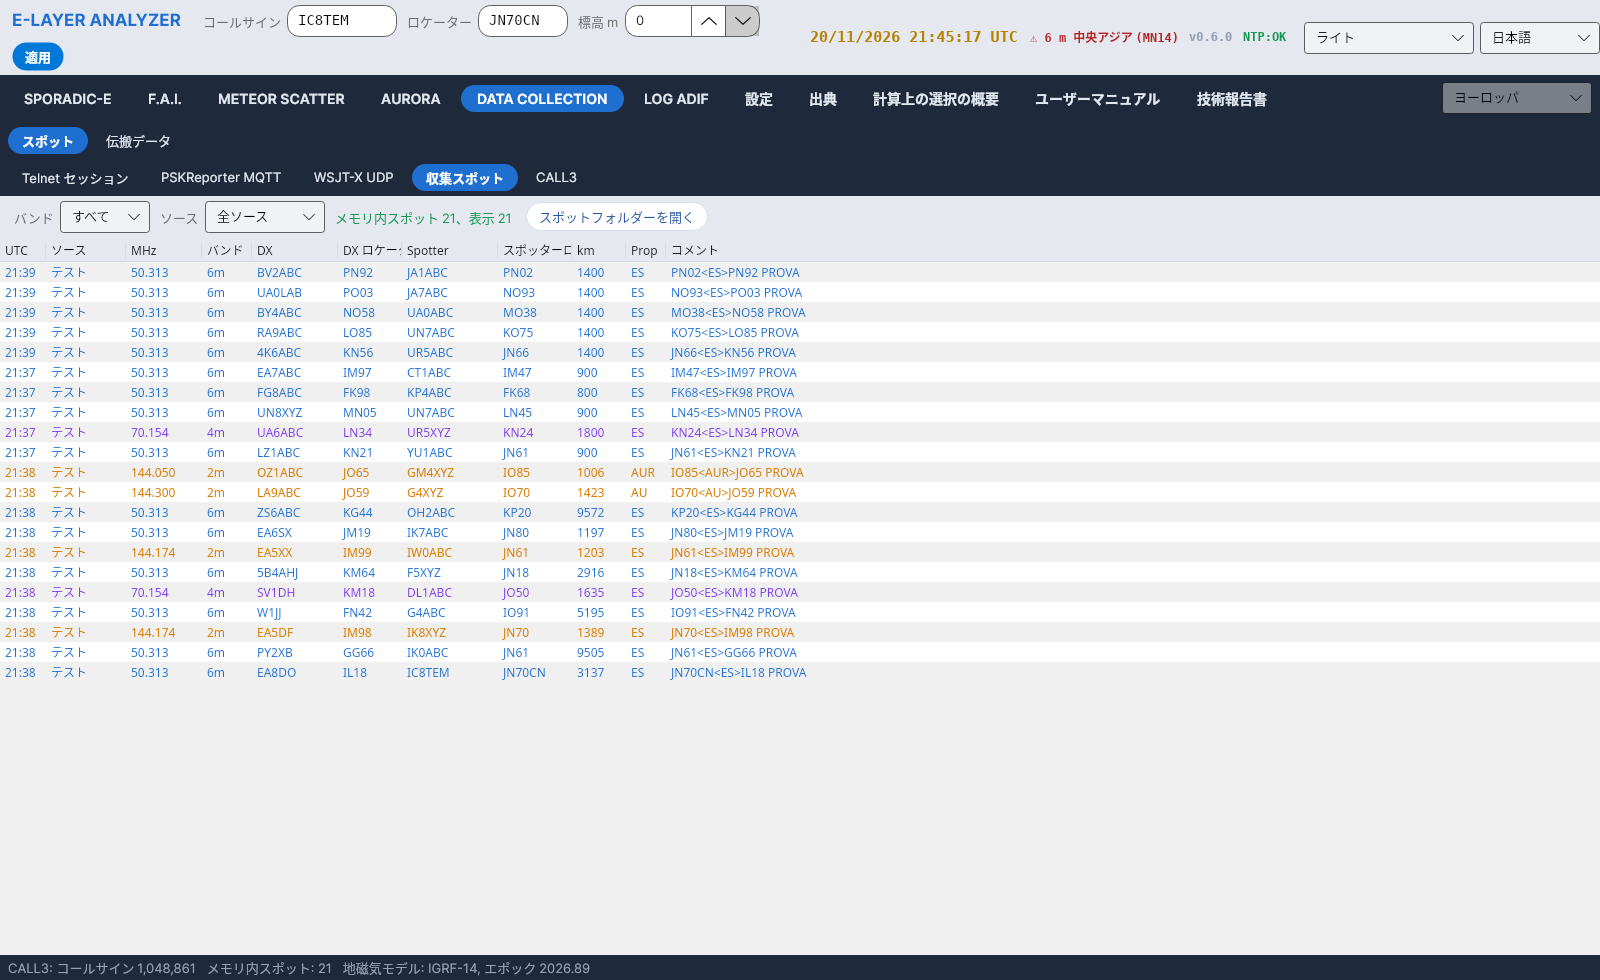 E-LAYER ANALYZER コールサイン IC8TEM ロケーター JN70CN 標高 m 0
20/11/2026 21:45:17 UTC ⚠ 6 m 中央アジア (MN14) v0.6.0 NTP:OK ライト 日本語
適用
SPORADIC-E F.A.I. METEOR SCATTER AURORA DATA COLLECTION LOG ADIF 設定 出典 計算上の選択の概要 ユーザーマニュアル 技術報告書 ヨーロッパ
スポット 伝搬データ
Telnet セッション PSKReporter MQTT WSJT-X UDP 収集スポット CALL3
バンド すべて ソース 全ソース メモリ内スポット 21、表示 21 スポットフォルダーを開く
UTC ソース MHz バンド DX DX ロケー Spotter スポッターロ km Prop コメント
21:39 テスト 50.313 6m BV2ABC PN92 JA1ABC PN02 1400 ES PN02<ES>PN92 PROVA
21:39 テスト 50.313 6m UA0LAB PO03 JA7ABC NO93 1400 ES NO93<ES>PO03 PROVA
21:39 テスト 50.313 6m BY4ABC NO58 UA0ABC MO38 1400 ES MO38<ES>NO58 PROVA
21:39 テスト 50.313 6m RA9ABC LO85 UN7ABC KO75 1400 ES KO75<ES>LO85 PROVA
21:39 テスト 50.313 6m 4K6ABC KN56 UR5ABC JN66 1400 ES JN66<ES>KN56 PROVA
21:37 テスト 50.313 6m EA7ABC IM97 CT1ABC IM47 900 ES IM47<ES>IM97 PROVA
21:37 テスト 50.313 6m FG8ABC FK98 KP4ABC FK68 800 ES FK68<ES>FK98 PROVA
21:37 テスト 50.313 6m UN8XYZ MN05 UN7ABC LN45 900 ES LN45<ES>MN05 PROVA
21:37 テスト 70.154 4m UA6ABC LN34 UR5XYZ KN24 1800 ES KN24<ES>LN34 PROVA
21:37 テスト 50.313 6m LZ1ABC KN21 YU1ABC JN61 900 ES JN61<ES>KN21 PROVA
21:38 テスト 144.050 2m OZ1ABC JO65 GM4XYZ IO85 1006 AUR IO85<AUR>JO65 PROVA
21:38 テスト 144.300 2m LA9ABC JO59 G4XYZ IO70 1423 AU IO70<AU>JO59 PROVA
21:38 テスト 50.313 6m ZS6ABC KG44 OH2ABC KP20 9572 ES KP20<ES>KG44 PROVA
21:38 テスト 50.313 6m EA6SX JM19 IK7ABC JN80 1197 ES JN80<ES>JM19 PROVA
21:38 テスト 144.174 2m EA5XX IM99 IW0ABC JN61 1203 ES JN61<ES>IM99 PROVA
21:38 テスト 50.313 6m 5B4AHJ KM64 F5XYZ JN18 2916 ES JN18<ES>KM64 PROVA
21:38 テスト 70.154 4m SV1DH KM18 DL1ABC JO50 1635 ES JO50<ES>KM18 PROVA
21:38 テスト 50.313 6m W1JJ FN42 G4ABC IO91 5195 ES IO91<ES>FN42 PROVA
21:38 テスト 144.174 2m EA5DF IM98 IK8XYZ JN70 1389 ES JN70<ES>IM98 PROVA
21:38 テスト 50.313 6m PY2XB GG66 IK0ABC JN61 9505 ES JN61<ES>GG66 PROVA
21:38 テスト 50.313 6m EA8DO IL18 IC8TEM JN70CN 3137 ES JN70CN<ES>IL18 PROVA
CALL3: コールサイン 1,048,861 メモリ内スポット: 21 地磁気モデル: IGRF-14, エポック 2026.89